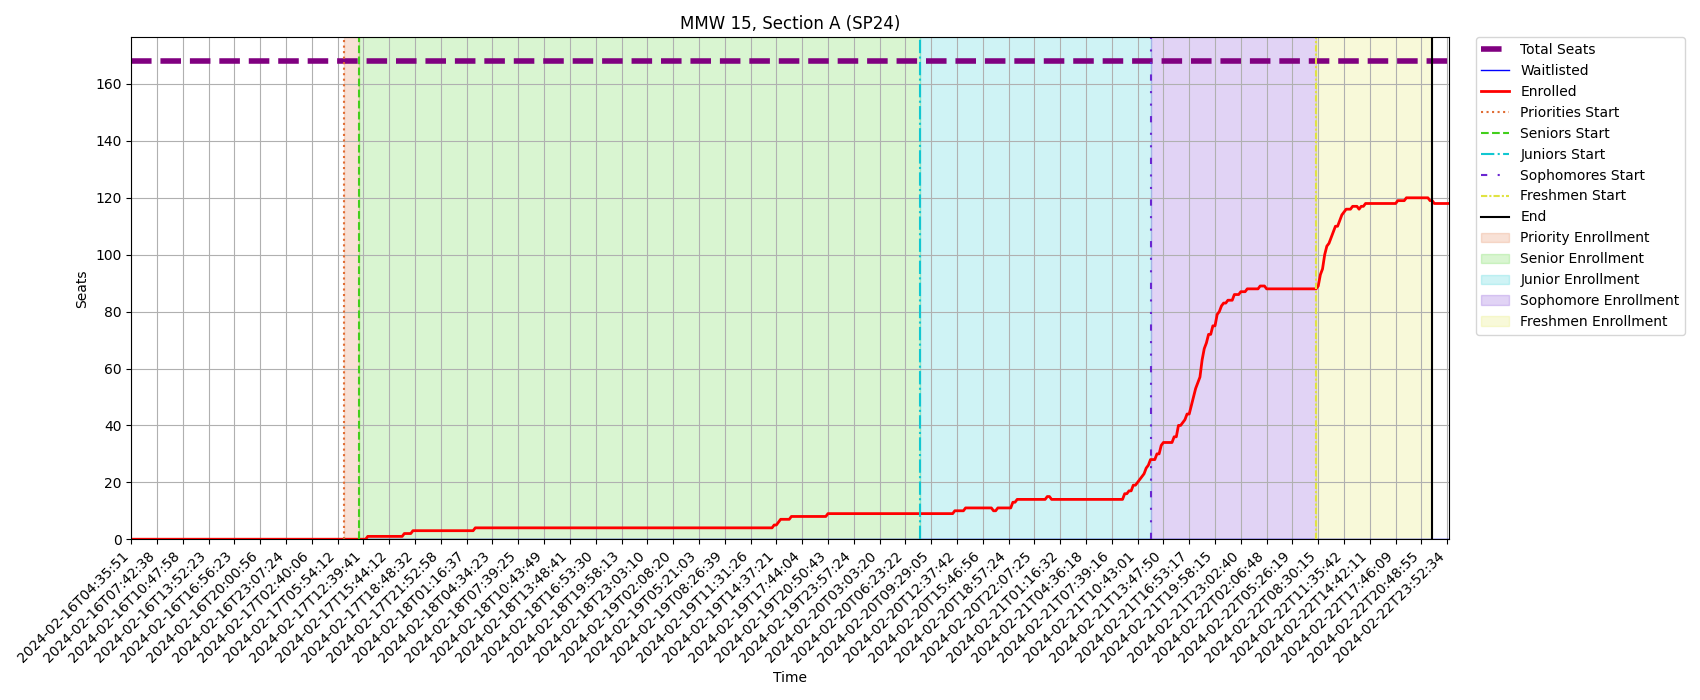 MMW 15, Section A (SP24)
Seats
160
140
120
100
80
60
40
20
0
2024-02-16T04:35:51
2024-02-16T07:42:38
2024-02-16T10:47:58
2024-02-16T13:52:23
2024-02-16T16:56:23
2024-02-16T20:00:56
2024-02-16T23:07:24
2024-02-17T02:40:06
2024-02-17T05:54:12
2024-02-17T12:39:41
2024-02-17T15:44:12
2024-02-17T18:48:32
2024-02-17T21:52:58
2024-02-18T01:16:37
2024-02-18T04:34:23
2024-02-18T07:39:25
2024-02-18T10:43:49
2024-02-18T13:48:41
2024-02-18T16:53:30
2024-02-18T19:58:13
2024-02-18T23:03:10
2024-02-19T02:08:20
2024-02-19T05:21:03
2024-02-19T08:26:39
2024-02-19T11:31:26
2024-02-19T14:37:21
2024-02-19T17:44:04
2024-02-19T20:50:43
2024-02-19T23:57:24
2024-02-20T03:03:20
2024-02-20T06:23:22
2024-02-20T09:29:05
2024-02-20T12:37:42
2024-02-20T15:46:56
2024-02-20T18:57:24
2024-02-20T22:07:25
2024-02-21T01:16:32
2024-02-21T04:36:18
2024-02-21T07:39:16
2024-02-21T10:43:01
2024-02-21T13:47:50
2024-02-21T16:53:17
2024-02-21T19:58:15
2024-02-21T23:02:40
2024-02-22T02:06:48
2024-02-22T05:26:19
2024-02-22T08:30:15
2024-02-22T11:35:42
2024-02-22T14:42:11
2024-02-22T17:46:09
2024-02-22T20:48:55
2024-02-22T23:52:34
Time
Total Seats
Waitlisted
Enrolled
Priorities Start
Seniors Start
Juniors Start
Sophomores Start
Freshmen Start
End
Priority Enrollment
Senior Enrollment
Junior Enrollment
Sophomore Enrollment
Freshmen Enrollment